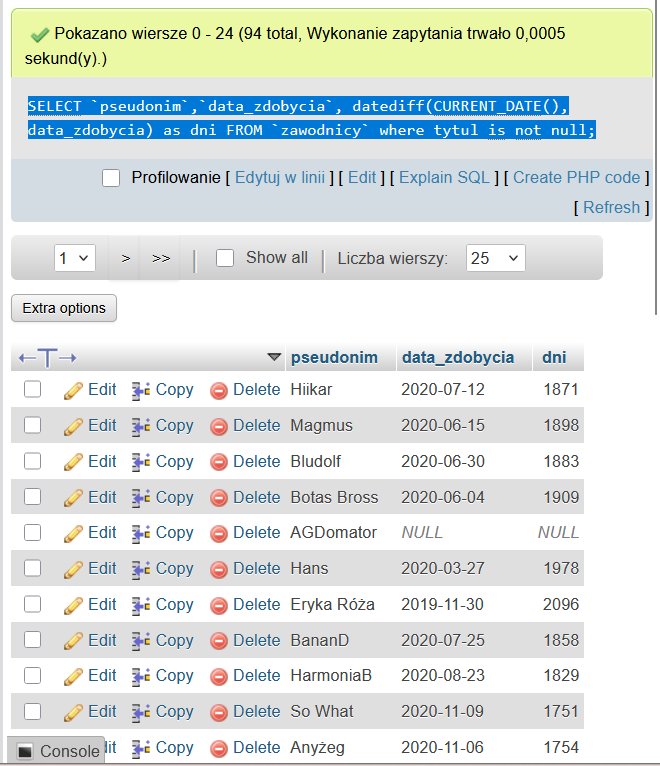 Pokazano wiersze 0 - 24 (94 total, Wykonanie zapytania trwało 0,0005
sekund(y).)
SELECT `pseudonim`,`data_zdobycia`, datediff(CURRENT_DATE(),
data_zdobycia) as dni FROM `zawodnicy` where tytul is not null;
Profilowanie [ Edytuj w linii ] [ Edit ] [ Explain SQL ] [ Create PHP code ]
[ Refresh ]
1 > >> | Show all | Liczba wierszy: 25
Extra options
←T→ pseudonim data_zdobycia dni
Edit Copy Delete Hiikar 2020-07-12 1871
Edit Copy Delete Magmus 2020-06-15 1898
Edit Copy Delete Bludolf 2020-06-30 1883
Edit Copy Delete Botas Bross 2020-06-04 1909
Edit Copy Delete AGDomator NULL NULL
Edit Copy Delete Hans 2020-03-27 1978
Edit Copy Delete Eryka Róża 2019-11-30 2096
Edit Copy Delete BananD 2020-07-25 1858
Edit Copy Delete HarmoniaB 2020-08-23 1829
Edit Copy Delete So What 2020-11-09 1751
Console it Copy Delete Anyżeg 2020-11-06 1754